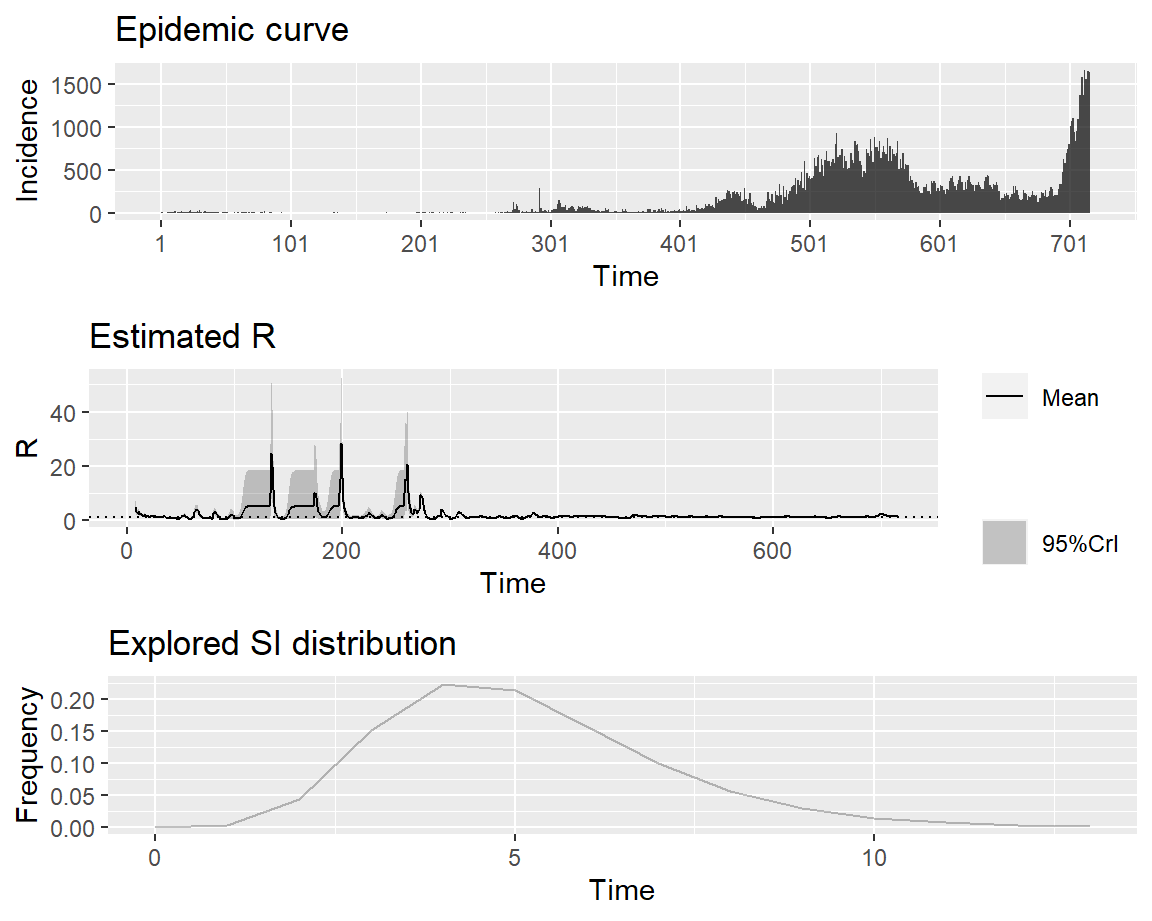 Epidemic curve
Incidence
1500
1000
500
0
1 101 201 301 401 501 601 701
Time
Estimated R
R
40
20
0
0 200 400 600
Time
Mean
95%CrI
Explored SI distribution
Frequency
0.20
0.15
0.10
0.05
0.00
0 5 10
Time